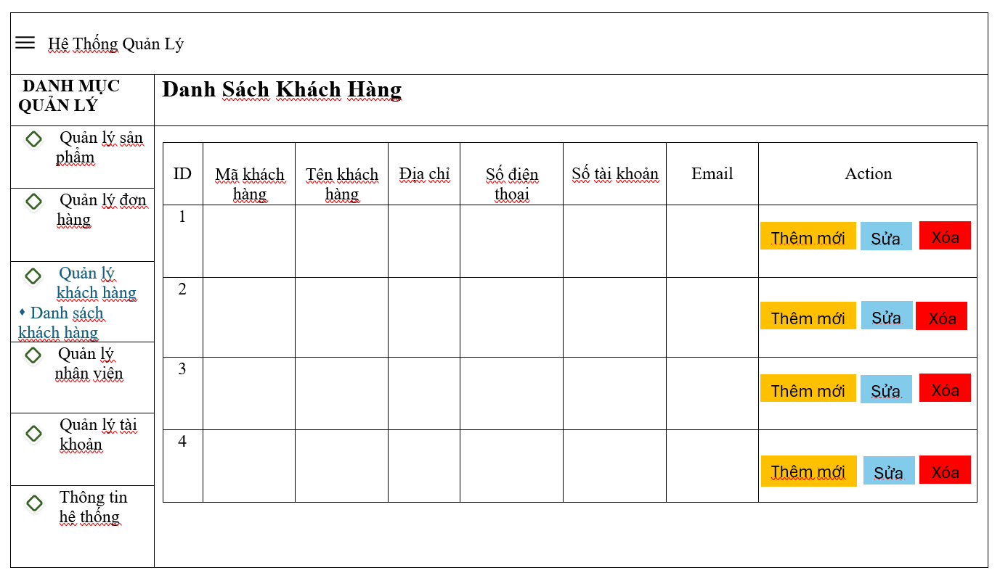 Hệ Thống Quản Lý
DANH MỤC
QUẢN LÝ
Danh Sách Khách Hàng
Quản lý sản
phẩm
Quản lý đơn
hàng
Quản lý
khách hàng
Danh sách
khách hàng
Quản lý
nhân viên
Quản lý tài
khoản
Thông tin
hệ thống
ID
Mã khách
hàng
Tên khách
hàng
Địa chỉ
Số điện
thoai
Số tài khoản
Email
Action
1
Thêm mới
Sửa
Xóa
2
Thêm mới
Sửa
Xóa
3
Thêm mới
Sửa
Xóa
4
Thêm mới
Sửa
Xóa